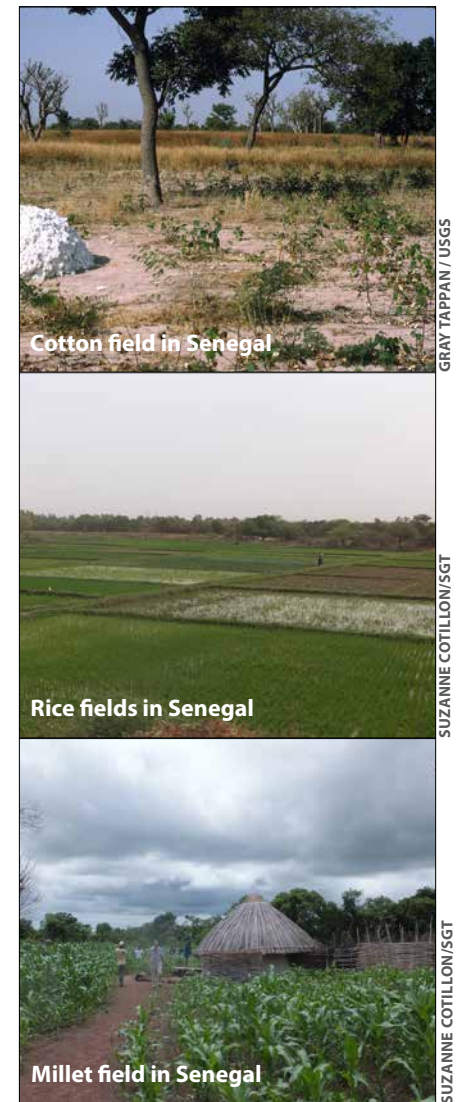 Cotton field in Senegal
GRAY TAPPAN / USGS
Rice fields in Senegal
SUZANNE COTILLON/SGT
Millet field in Senegal
SUZANNE COTILLON/SGT